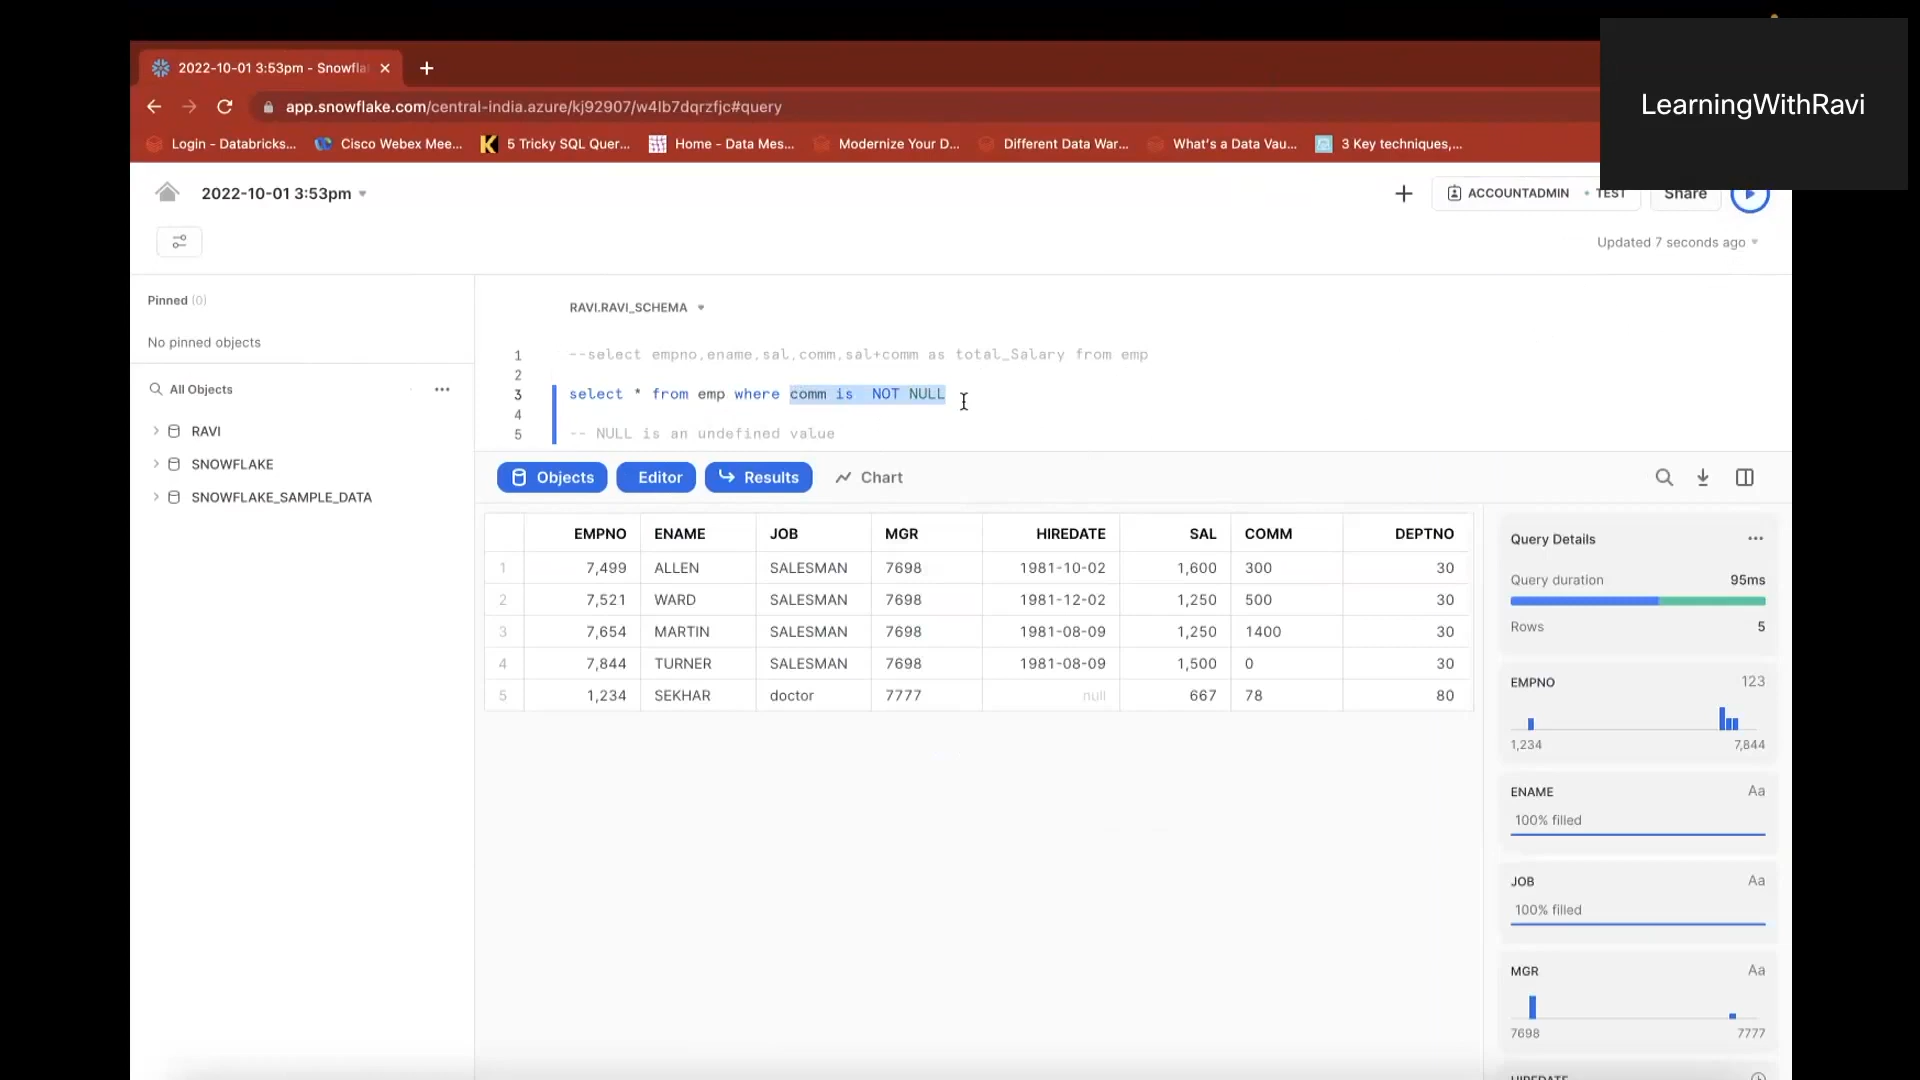 LearningWithRavi
2022-10-01 3:53pm - Snowfla
app.snowflake.com/central-india.azure/kj92907/w4lb7dqrzfjc#query
Login - Databricks... Cisco Webex Mee... 5 Tricky SQL Quer... Home - Data Mes... Modernize Your D... Different Data War... What's a Data Vau... 3 Key techniques,...
2022-10-01 3:53pm
ACCOUNTADMIN • TEST Share
Updated 7 seconds ago
Pinned (0)
No pinned objects
All Objects
RAVI
SNOWFLAKE
SNOWFLAKE_SAMPLE_DATA
RAVI.RAVI_SCHEMA
1 --select empno,ename,sal,comm,sal+comm as total_Salary from emp
2
3 select * from emp where comm is NOT NULL
4
5 -- NULL is an undefined value
Objects Editor Results Chart
EMPNO ENAME JOB MGR HIREDATE SAL COMM DEPTNO
1 7,499 ALLEN SALESMAN 7698 1981-10-02 1,600 300 30
2 7,521 WARD SALESMAN 7698 1981-12-02 1,250 500 30
3 7,654 MARTIN SALESMAN 7698 1981-08-09 1,250 1400 30
4 7,844 TURNER SALESMAN 7698 1981-08-09 1,500 0 30
5 1,234 SEKHAR doctor 7777 null 667 78 80
Query Details
Query duration 95ms
Rows 5
EMPNO 123
1,234 7,844
ENAME Aa
100% filled
JOB Aa
100% filled
MGR Aa
7698 7777
HIREDATE